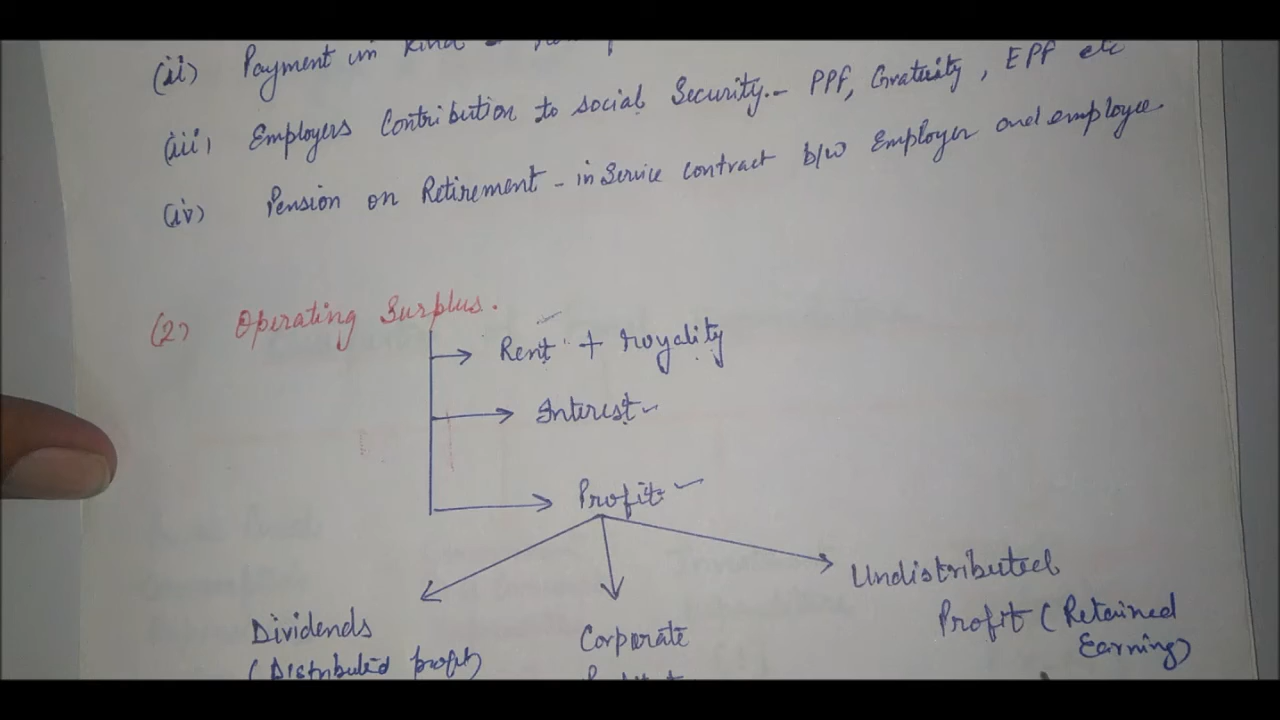 (ii) Payment in Kind
(iii) Employers Contribution to social Security - PPF, Gratuity, EPF etc
(iv) Pension on Retirement - in Service contract b/w Employer and employee
(2) Operating Surplus.
Rent + royality
Interest
Profit
Dividends
(Distributed profit)
Corporate
Undistributed
Profit (Retained
Earning)